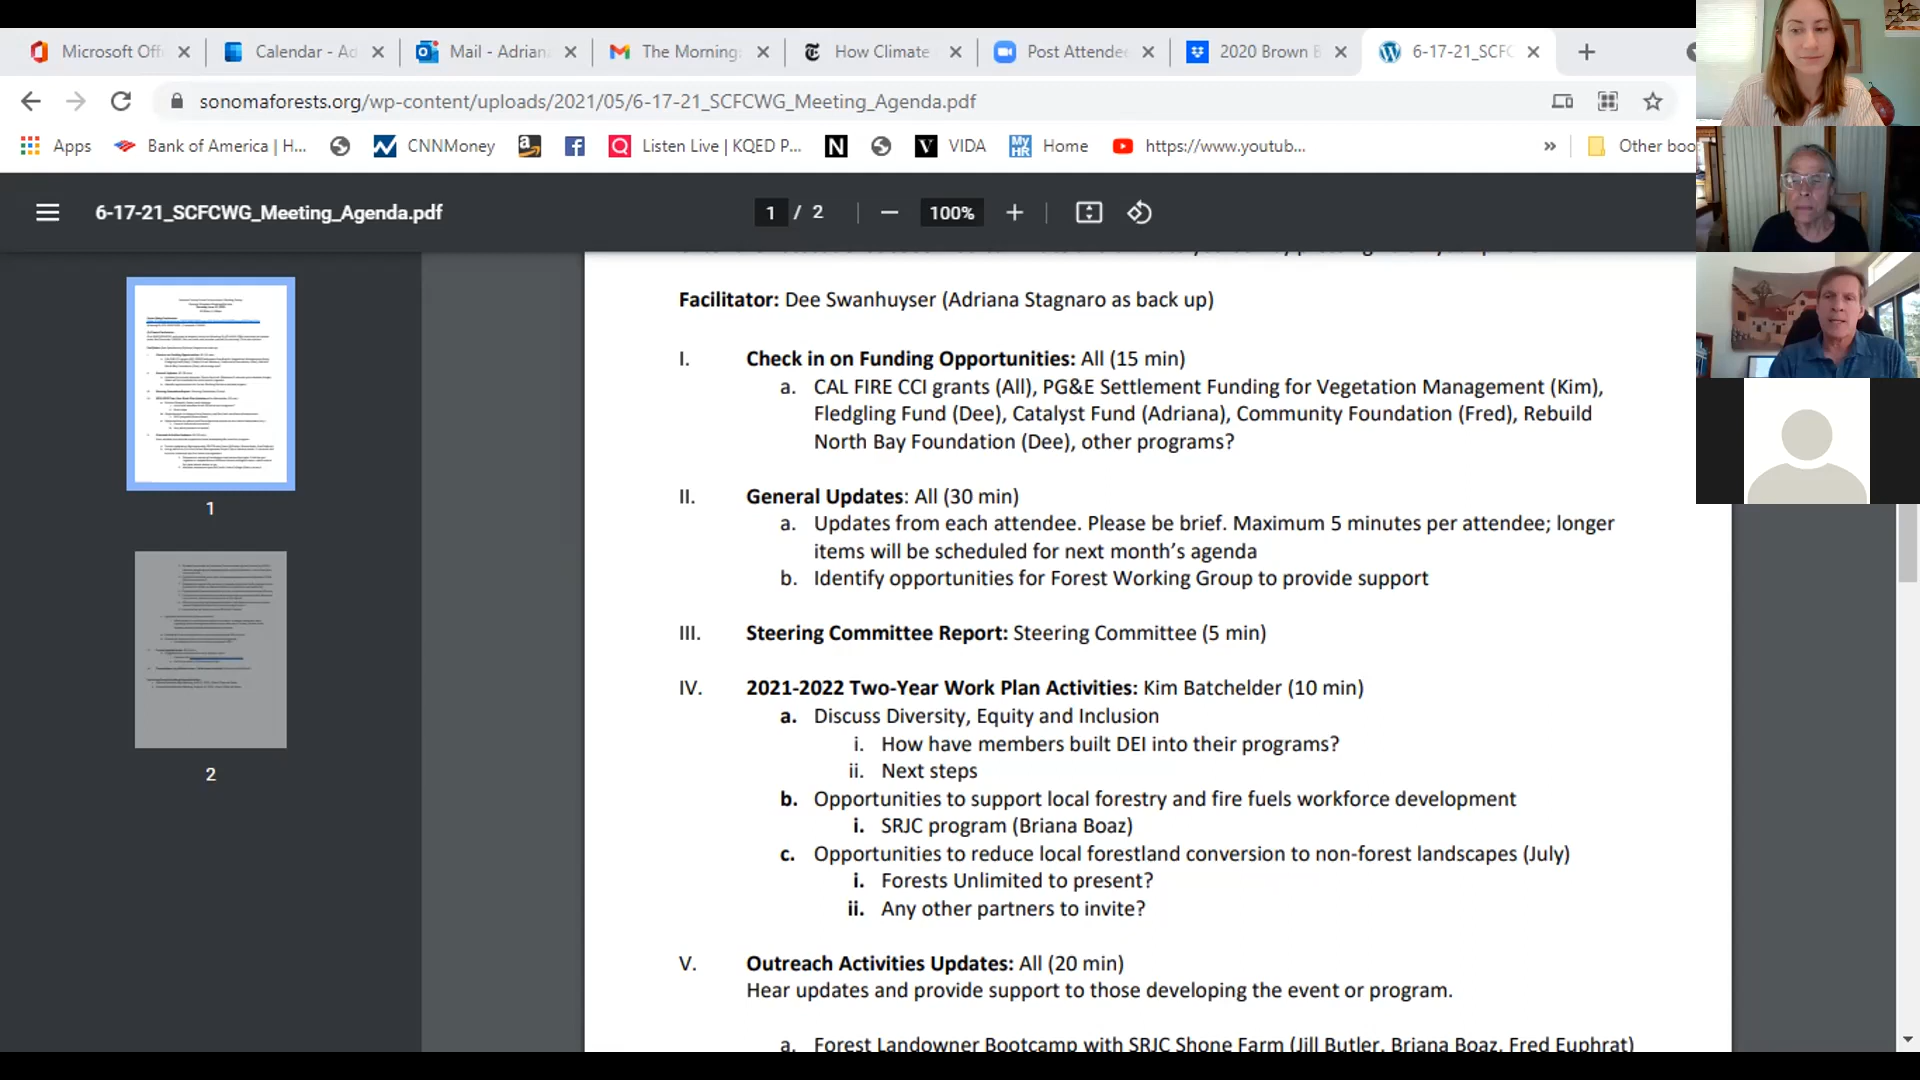 Microsoft Offi
Calendar - Ad
Mail - Adriana
The Morning:
How Climate
Post Attendee
2020 Brown B
6-17-21_SCFC
sonomaforests.org/wp-content/uploads/2021/05/6-17-21_SCFCWG_Meeting_Agenda.pdf
Apps
Bank of America | H...
CNNMoney
Listen Live | KQED P...
N
V
VIDA
My HR
Home
https://www.youtub...
Other boo
6-17-21_SCFCWG_Meeting_Agenda.pdf
1 / 2
100%
1
2
Facilitator: Dee Swanhuyser (Adriana Stagnaro as back up)
I. Check in on Funding Opportunities: All (15 min)
a. CAL FIRE CCI grants (All), PG&E Settlement Funding for Vegetation Management (Kim),
Fledgling Fund (Dee), Catalyst Fund (Adriana), Community Foundation (Fred), Rebuild
North Bay Foundation (Dee), other programs?
II. General Updates: All (30 min)
a. Updates from each attendee. Please be brief. Maximum 5 minutes per attendee; longer
items will be scheduled for next month's agenda
b. Identify opportunities for Forest Working Group to provide support
III. Steering Committee Report: Steering Committee (5 min)
IV. 2021-2022 Two-Year Work Plan Activities: Kim Batchelder (10 min)
a. Discuss Diversity, Equity and Inclusion
i. How have members built DEI into their programs?
ii. Next steps
b. Opportunities to support local forestry and fire fuels workforce development
i. SRJC program (Briana Boaz)
c. Opportunities to reduce local forestland conversion to non-forest landscapes (July)
i. Forests Unlimited to present?
ii. Any other partners to invite?
V. Outreach Activities Updates: All (20 min)
Hear updates and provide support to those developing the event or program.
a. Forest Landowner Bootcamp with SRJC Shone Farm (Jill Butler, Briana Boaz, Fred Euphrat)